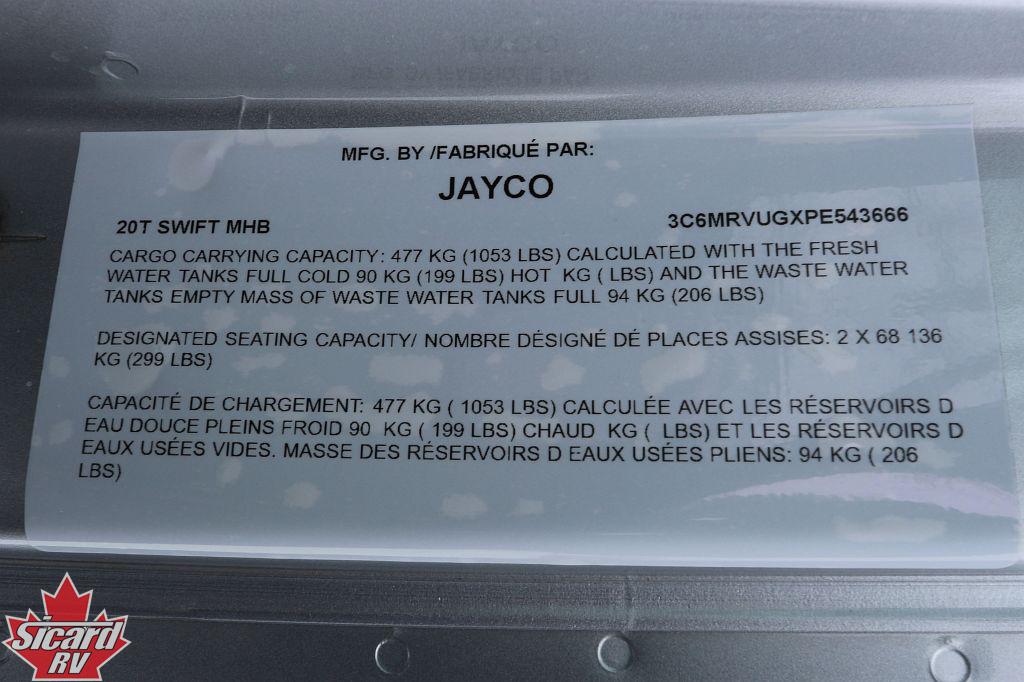 MFG. BY /FABRIQUÉ PAR:
JAYCO
20T SWIFT MHB 3C6MRVUGXPE543666
CARGO CARRYING CAPACITY: 477 KG (1053 LBS) CALCULATED WITH THE FRESH
WATER TANKS FULL COLD 90 KG (199 LBS) HOT KG ( LBS) AND THE WASTE WATER
TANKS EMPTY MASS OF WASTE WATER TANKS FULL 94 KG (206 LBS)
DESIGNATED SEATING CAPACITY/ NOMBRE DÉSIGNÉ DÉ PLACES ASSISES: 2 X 68 136
KG (299 LBS)
CAPACITÉ DE CHARGEMENT: 477 KG ( 1053 LBS) CALCULÉE AVEC LES RÉSERVOIRS D
EAU DOUCE PLEINS FROID 90 KG ( 199 LBS) CHAUD KG ( LBS) ET LES RÉSERVOIRS D
EAUX USÉES VIDES. MASSE DES RÉSERVOIRS D EAUX USÉES PLIENS: 94 KG ( 206
LBS)
Sicard
RV